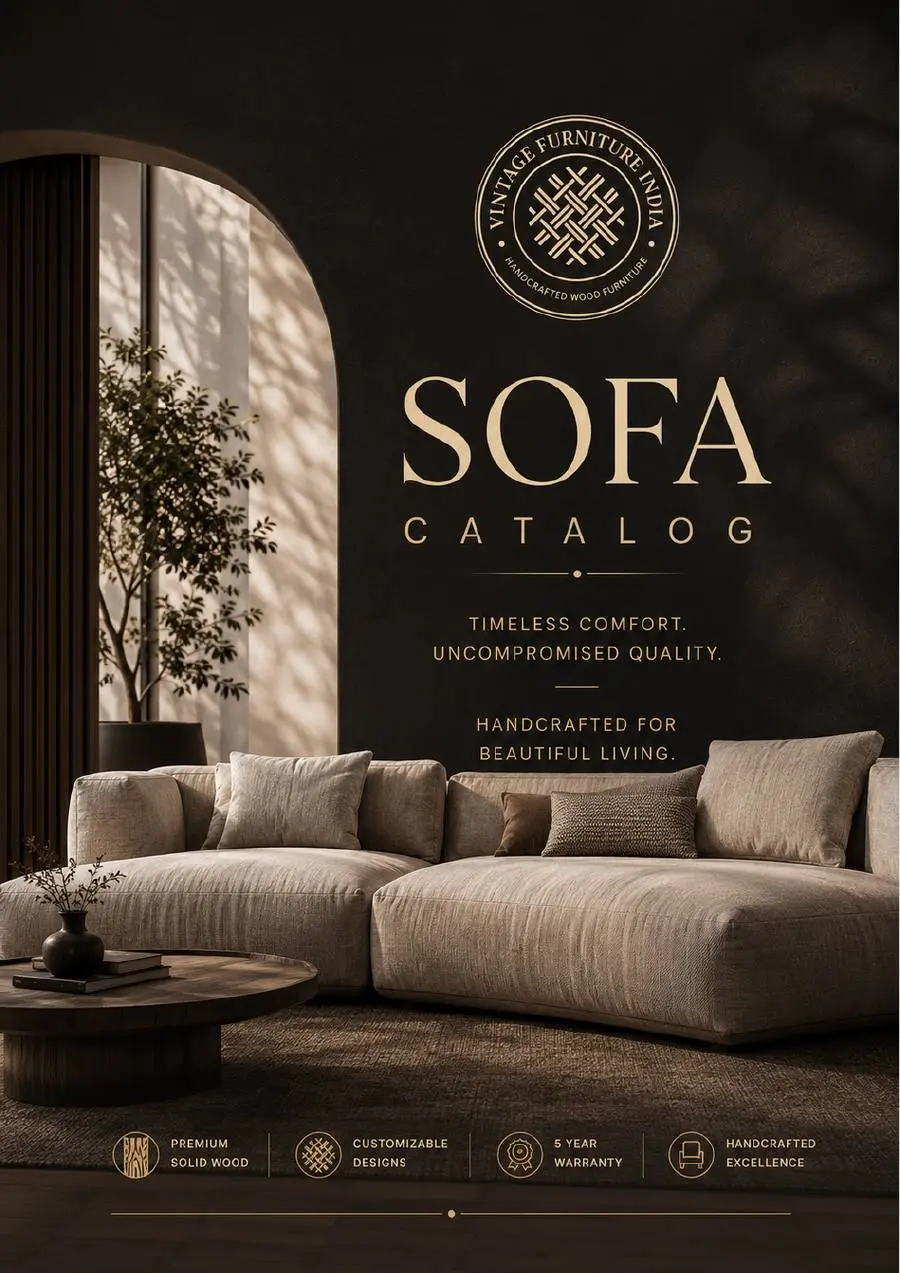 VINTAGE FURNITURE INDIA
HANDCRAFTED WOOD FURNITURE
SOFA
CATALOG
TIMELESS COMFORT.
UNCOMPROMISED QUALITY.
HANDCRAFTED FOR
BEAUTIFUL LIVING.
PREMIUM
SOLID WOOD
CUSTOMIZABLE
DESIGNS
5 YEAR
WARRANTY
HANDCRAFTED
EXCELLENCE